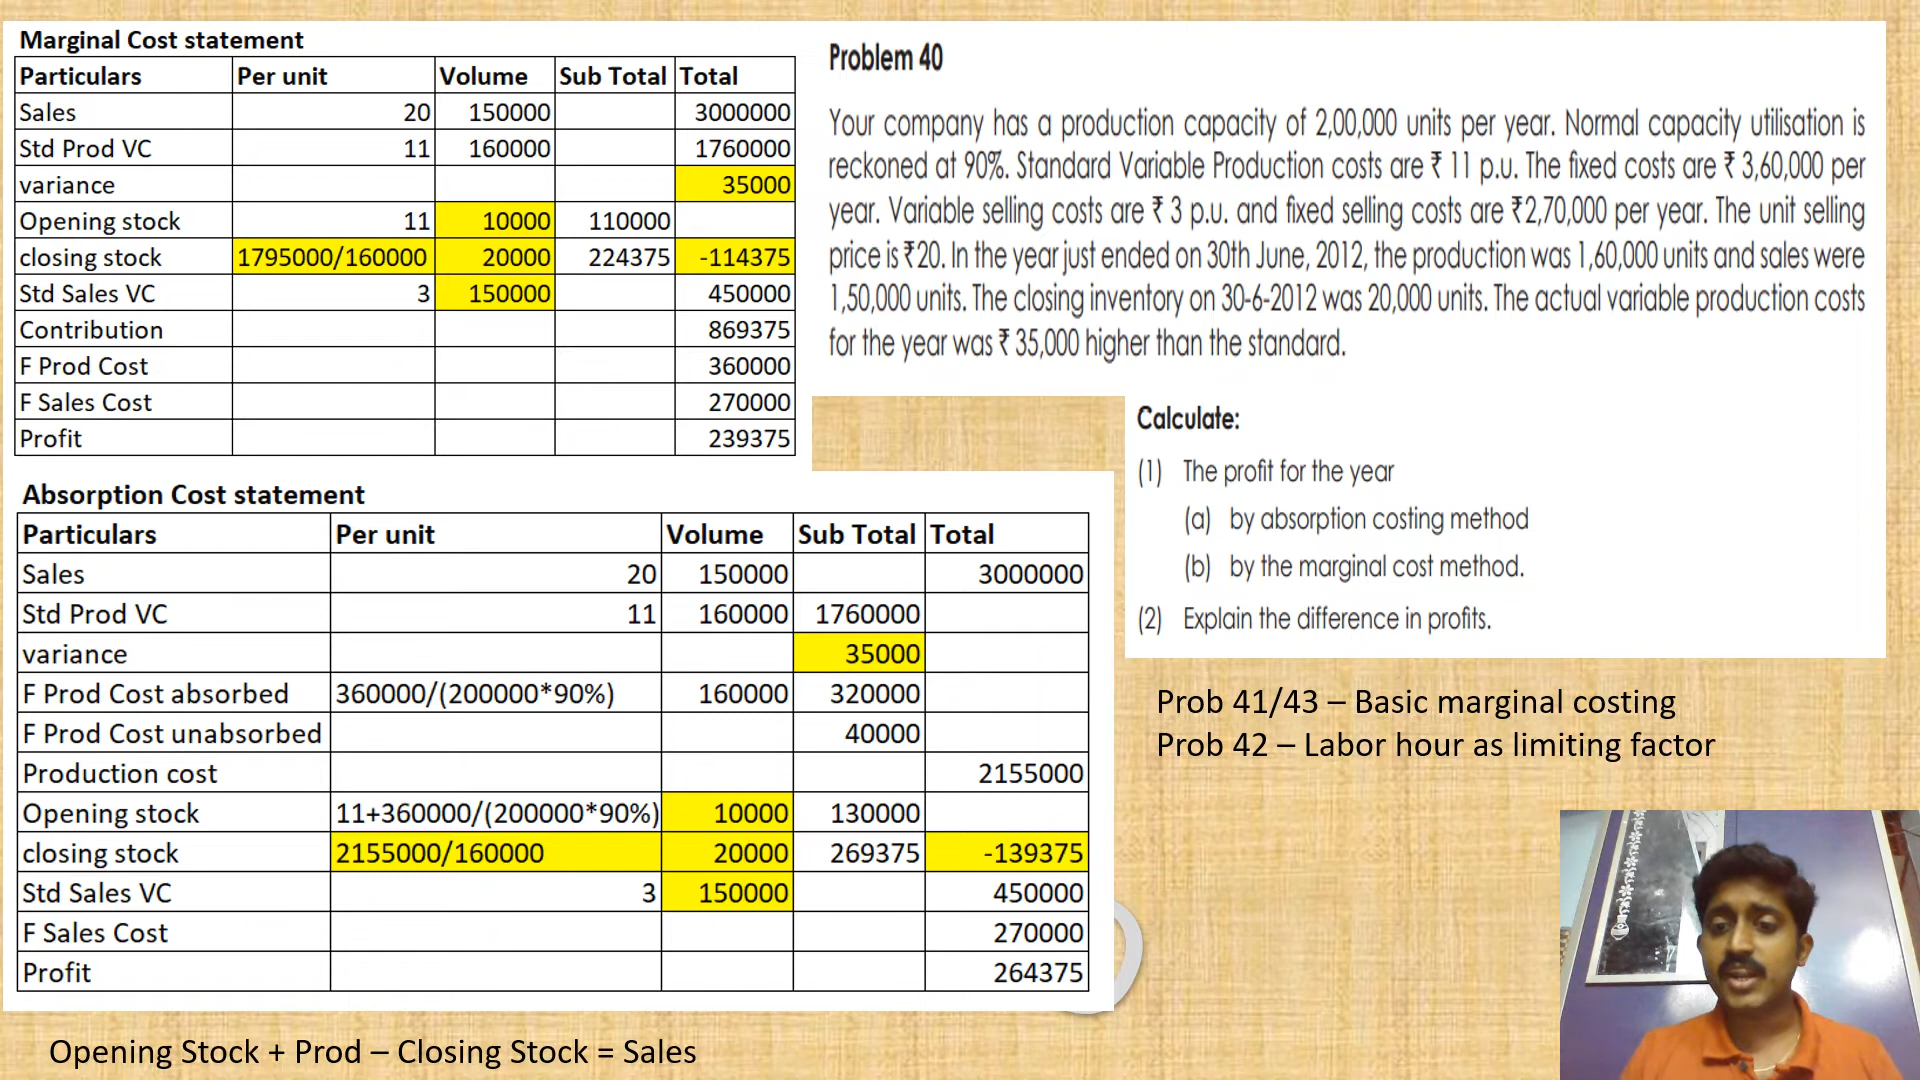 Marginal Cost statement
Particulars Per unit Volume Sub Total Total
Sales 20 150000 3000000
Std Prod VC 11 160000 1760000
variance 35000
Opening stock 11 10000 110000
closing stock 1795000/160000 20000 224375 -114375
Std Sales VC 3 150000 450000
Contribution 869375
F Prod Cost 360000
F Sales Cost 270000
Profit 239375
Absorption Cost statement
Particulars Per unit Volume Sub Total Total
Sales 20 150000 3000000
Std Prod VC 11 160000 1760000
variance 35000
F Prod Cost absorbed 360000/(200000*90%) 160000 320000
F Prod Cost unabsorbed 40000
Production cost 2155000
Opening stock 11+360000/(200000*90%) 10000 130000
closing stock 2155000/160000 20000 269375 -139375
Std Sales VC 3 150000 450000
F Sales Cost 270000
Profit 264375
Opening Stock + Prod – Closing Stock = Sales
Problem 40
Your company has a production capacity of 2,00,000 units per year. Normal capacity utilisation is
reckoned at 90%. Standard Variable Production costs are ₹ 11 p.u. The fixed costs are ₹ 3,60,000 per
year. Variable selling costs are ₹ 3 p.u. and fixed selling costs are ₹2,70,000 per year. The unit selling
price is ₹20. In the year just ended on 30th June, 2012, the production was 1,60,000 units and sales were
1,50,000 units. The closing inventory on 30-6-2012 was 20,000 units. The actual variable production costs
for the year was ₹ 35,000 higher than the standard.
Calculate:
(1) The profit for the year
(a) by absorption costing method
(b) by the marginal cost method.
(2) Explain the difference in profits.
Prob 41/43 – Basic marginal costing
Prob 42 – Labor hour as limiting factor